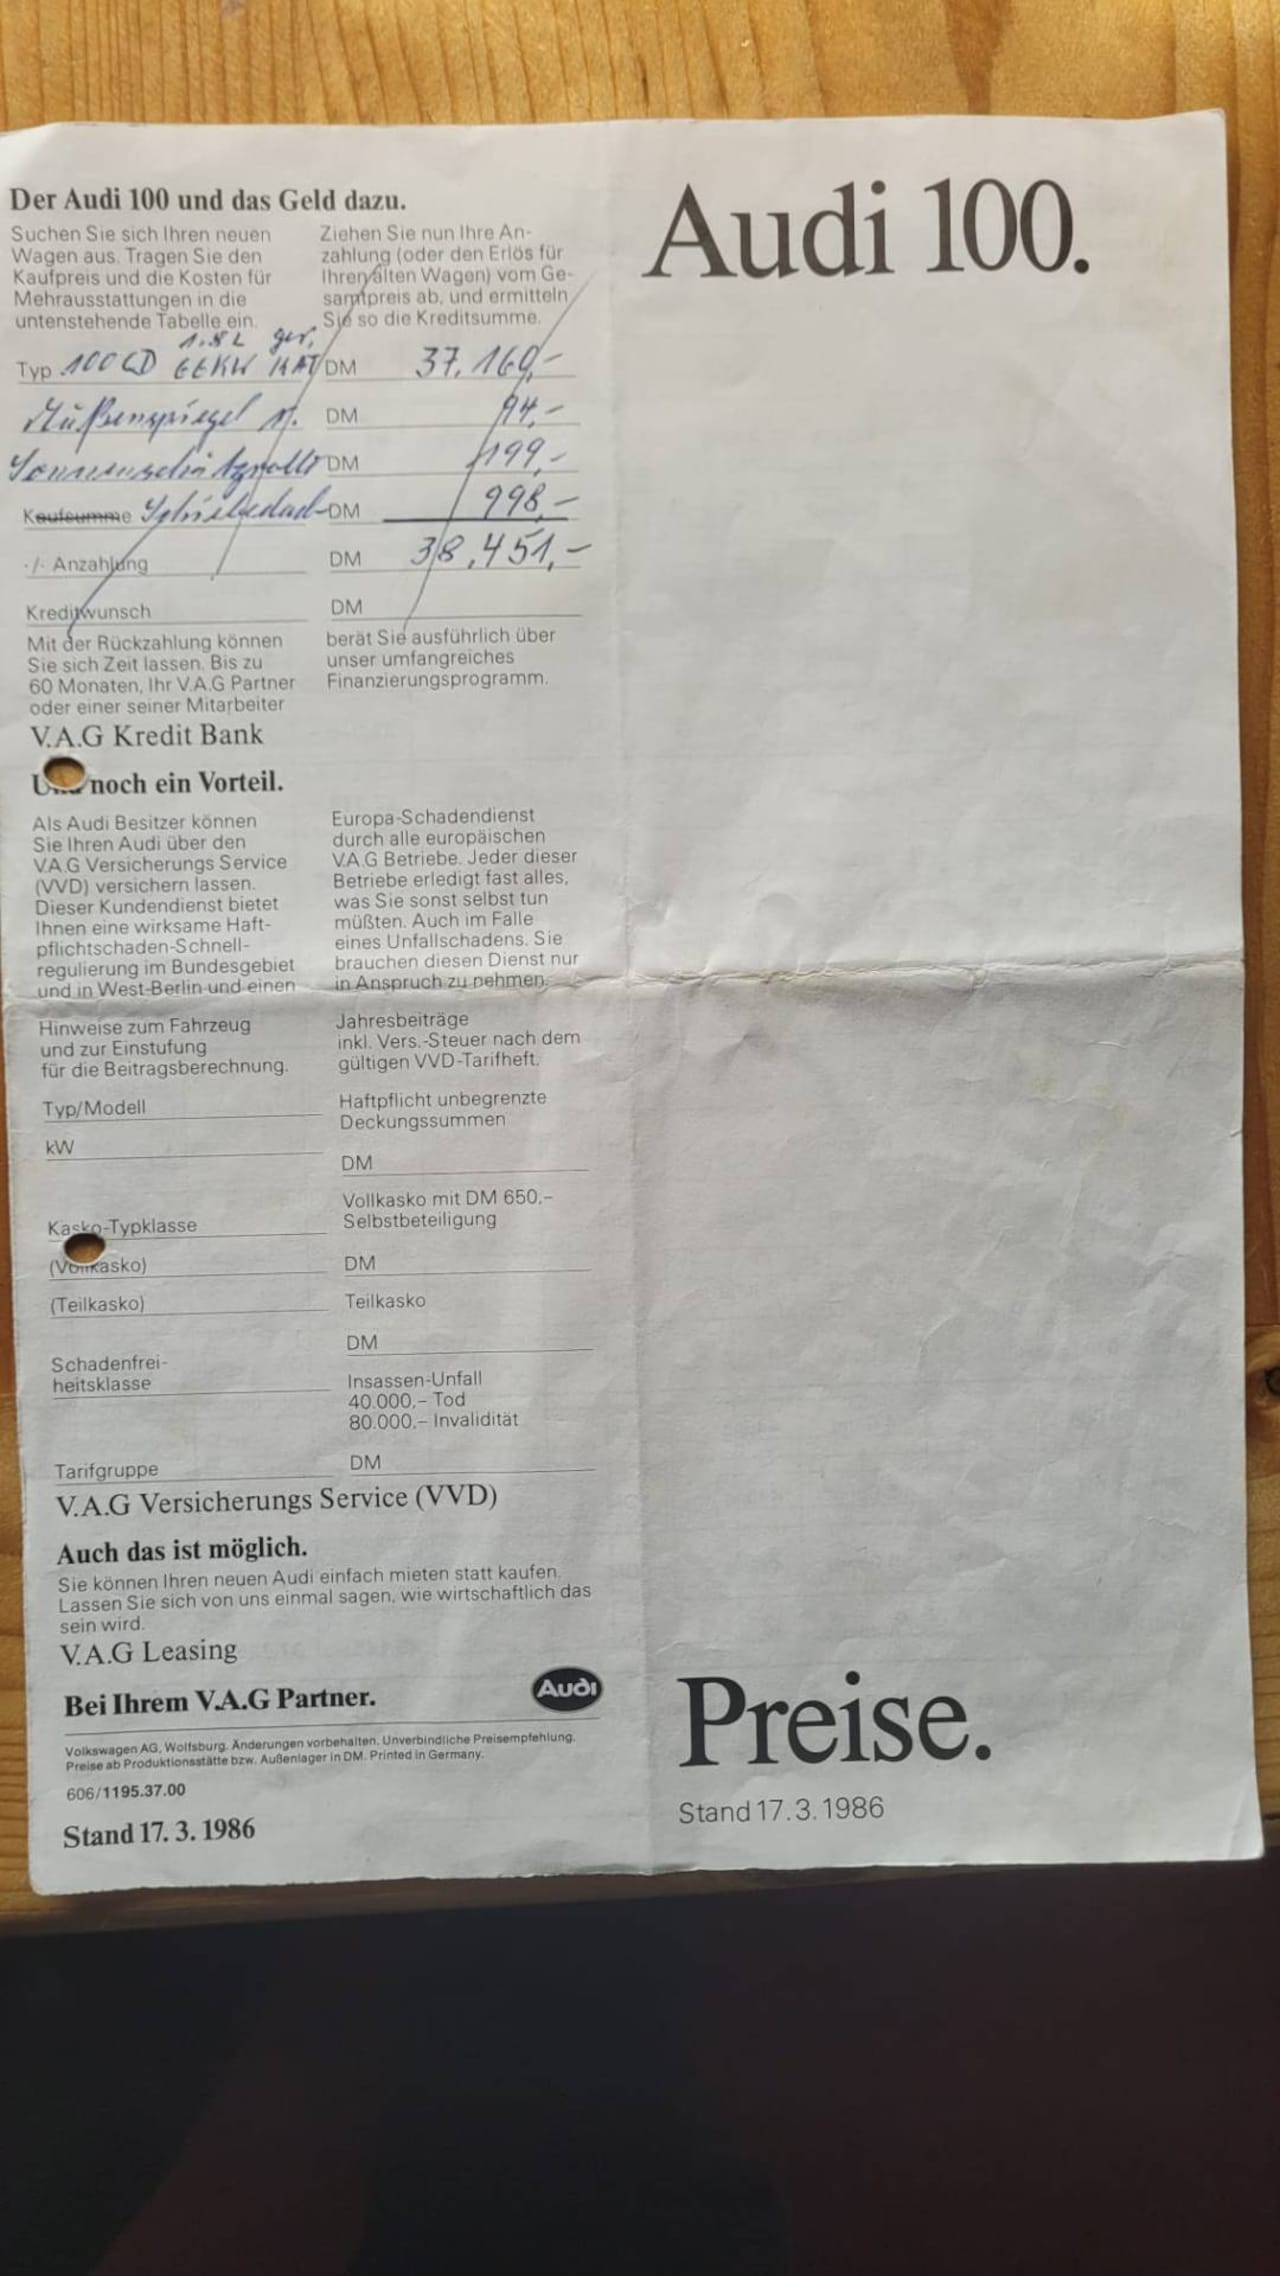 Der Audi 100 und das Geld dazu.
Suchen Sie sich Ihren neuen
Wagen aus. Tragen Sie den
Kaufpreis und die Kosten für
Mehrausstattungen in die
untenstehende Tabelle ein.
Ziehen Sie nun Ihre An-
zahlung (oder den Erlös für
Ihren alten Wagen) vom Ge-
samtpreis ab, und ermitteln
Sie so die Kreditsumme.
1.8 L ger.
Typ 100 CD 66KW KAT DM 37.160,-
Außenspiegel r. DM 94,-
Sonnenschutzrollo DM 199,-
Kaufsumme Schiebedach DM 998,-
·/· Anzahlung DM 38.451,-
Kreditwunsch DM
Mit der Rückzahlung können
Sie sich Zeit lassen. Bis zu
60 Monaten, Ihr V.A.G Partner
oder einer seiner Mitarbeiter
berät Sie ausführlich über
unser umfangreiches
Finanzierungsprogramm.
V.A.G Kredit Bank
noch ein Vorteil.
Als Audi Besitzer können
Sie Ihren Audi über den
V.A.G Versicherungs Service
(VVD) versichern lassen.
Dieser Kundendienst bietet
Ihnen eine wirksame Haft-
pflichtschaden-Schnell-
regulierung im Bundesgebiet
und in West-Berlin und einen
Europa-Schadendienst
durch alle europäischen
V.A.G Betriebe. Jeder dieser
Betriebe erledigt fast alles,
was Sie sonst selbst tun
müßten. Auch im Falle
eines Unfallschadens. Sie
brauchen diesen Dienst nur
in Anspruch zu nehmen.
Hinweise zum Fahrzeug
und zur Einstufung
für die Beitragsberechnung.
Typ/Modell
kW
Kasko-Typklasse
(Vollkasko)
(Teilkasko)
Schadenfrei-
heitsklasse
Tarifgruppe
Jahresbeiträge
inkl. Vers.-Steuer nach dem
gültigen VVD-Tarifheft.
Haftpflicht unbegrenzte
Deckungssummen
DM
Vollkasko mit DM 650,-
Selbstbeteiligung
DM
Teilkasko
DM
Insassen-Unfall
40.000,- Tod
80.000,- Invalidität
DM
V.A.G Versicherungs Service (VVD)
Auch das ist möglich.
Sie können Ihren neuen Audi einfach mieten statt kaufen.
Lassen Sie sich von uns einmal sagen, wie wirtschaftlich das
sein wird.
V.A.G Leasing
Bei Ihrem V.A.G Partner.
Audi
Volkswagen AG, Wolfsburg. Änderungen vorbehalten. Unverbindliche Preisempfehlung.
Preise ab Produktionsstätte bzw. Außenlager in DM. Printed in Germany.
606/1195.37.00
Stand 17. 3. 1986
Audi 100.
Preise.
Stand 17. 3. 1986